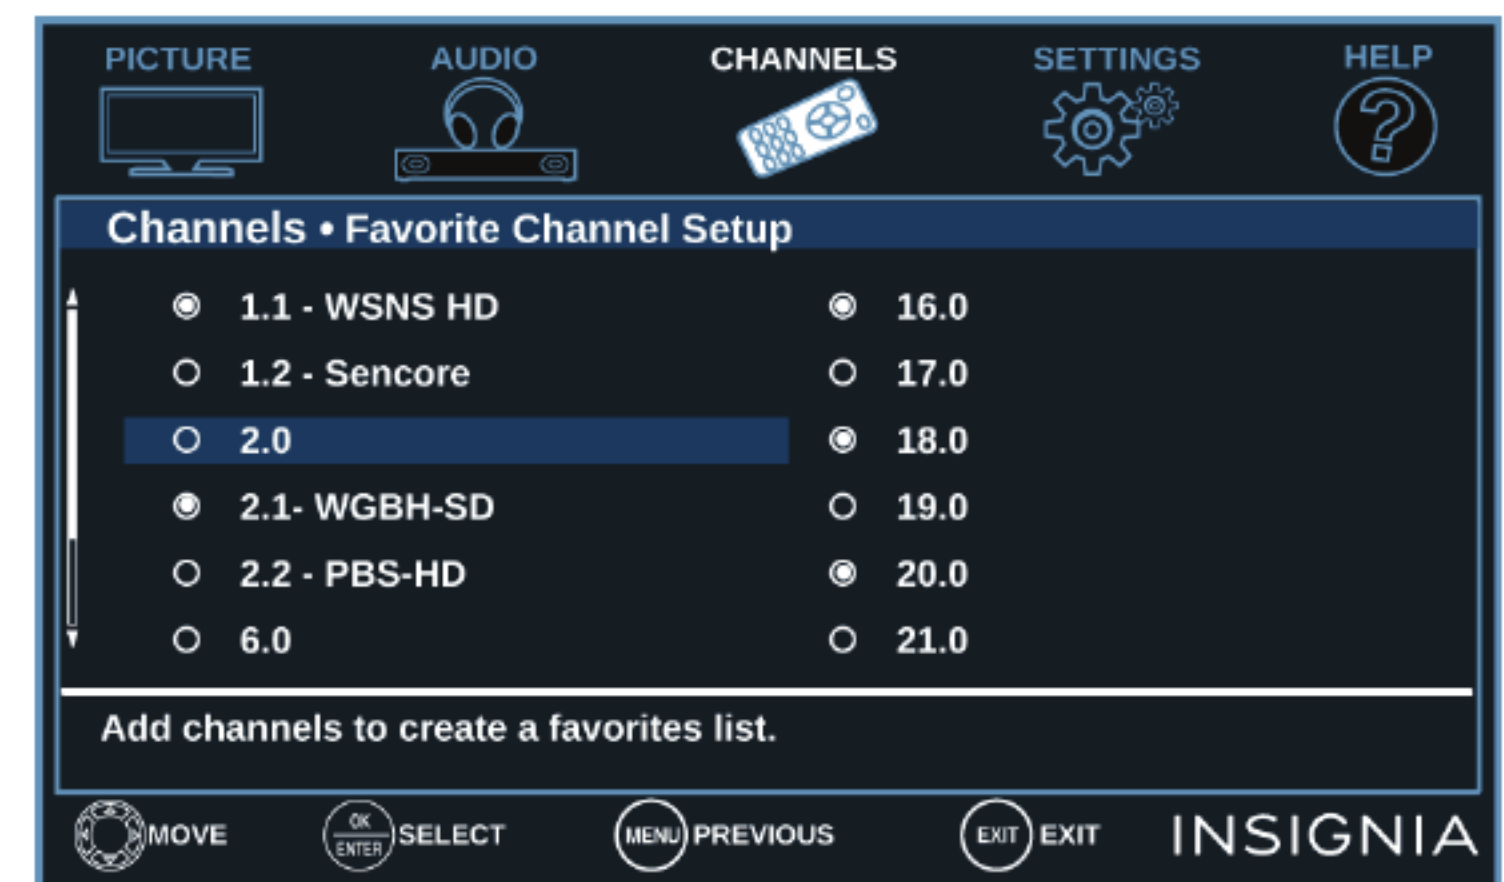 PICTURE AUDIO CHANNELS SETTINGS HELP
?
Channels • Favorite Channel Setup
1.1 - WSNS HD 16.0
1.2 - Sencore 17.0
2.0 18.0
2.1- WGBH-SD 19.0
2.2 - PBS-HD 20.0
6.0 21.0
Add channels to create a favorites list.
MOVE OK ENTER SELECT MENU PREVIOUS EXIT EXIT INSIGNIA